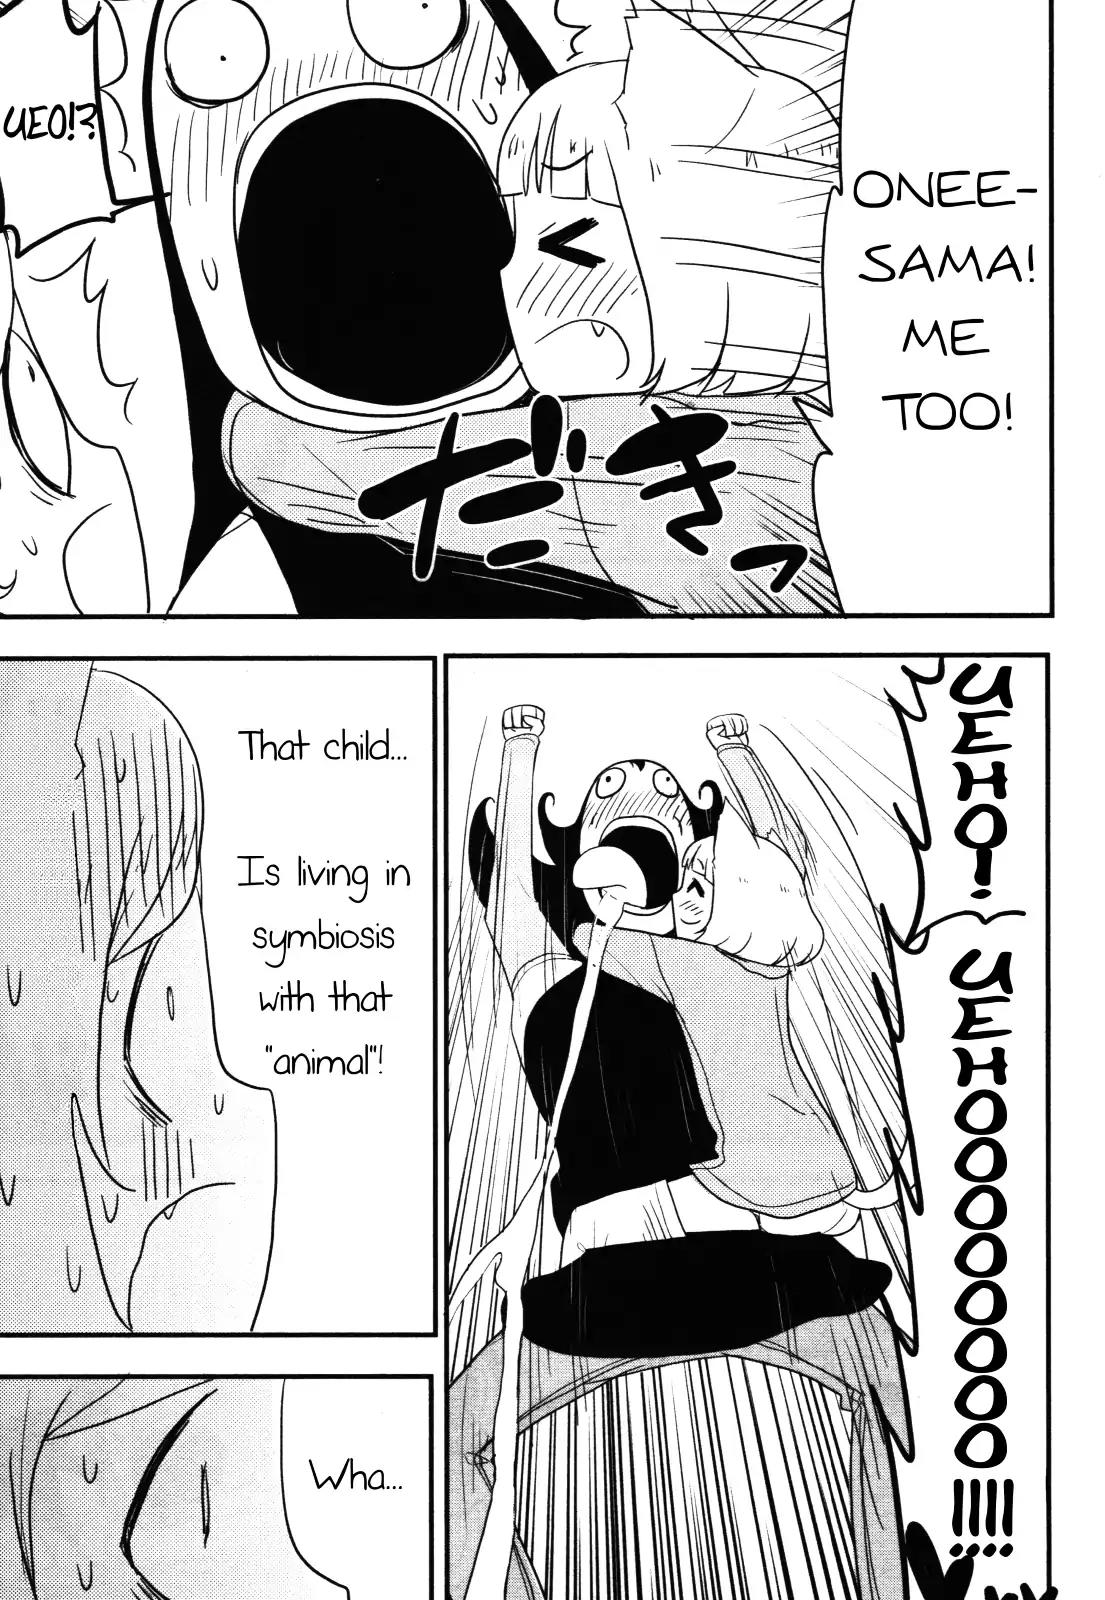 ONEE-
SAMA!
ME
TOO!
UEO!?
だきっ
UEHO!
UEHOOOOOOOOO!!!!
That child...
Is living in
symbiosis
with that
"animal"!
Wha...